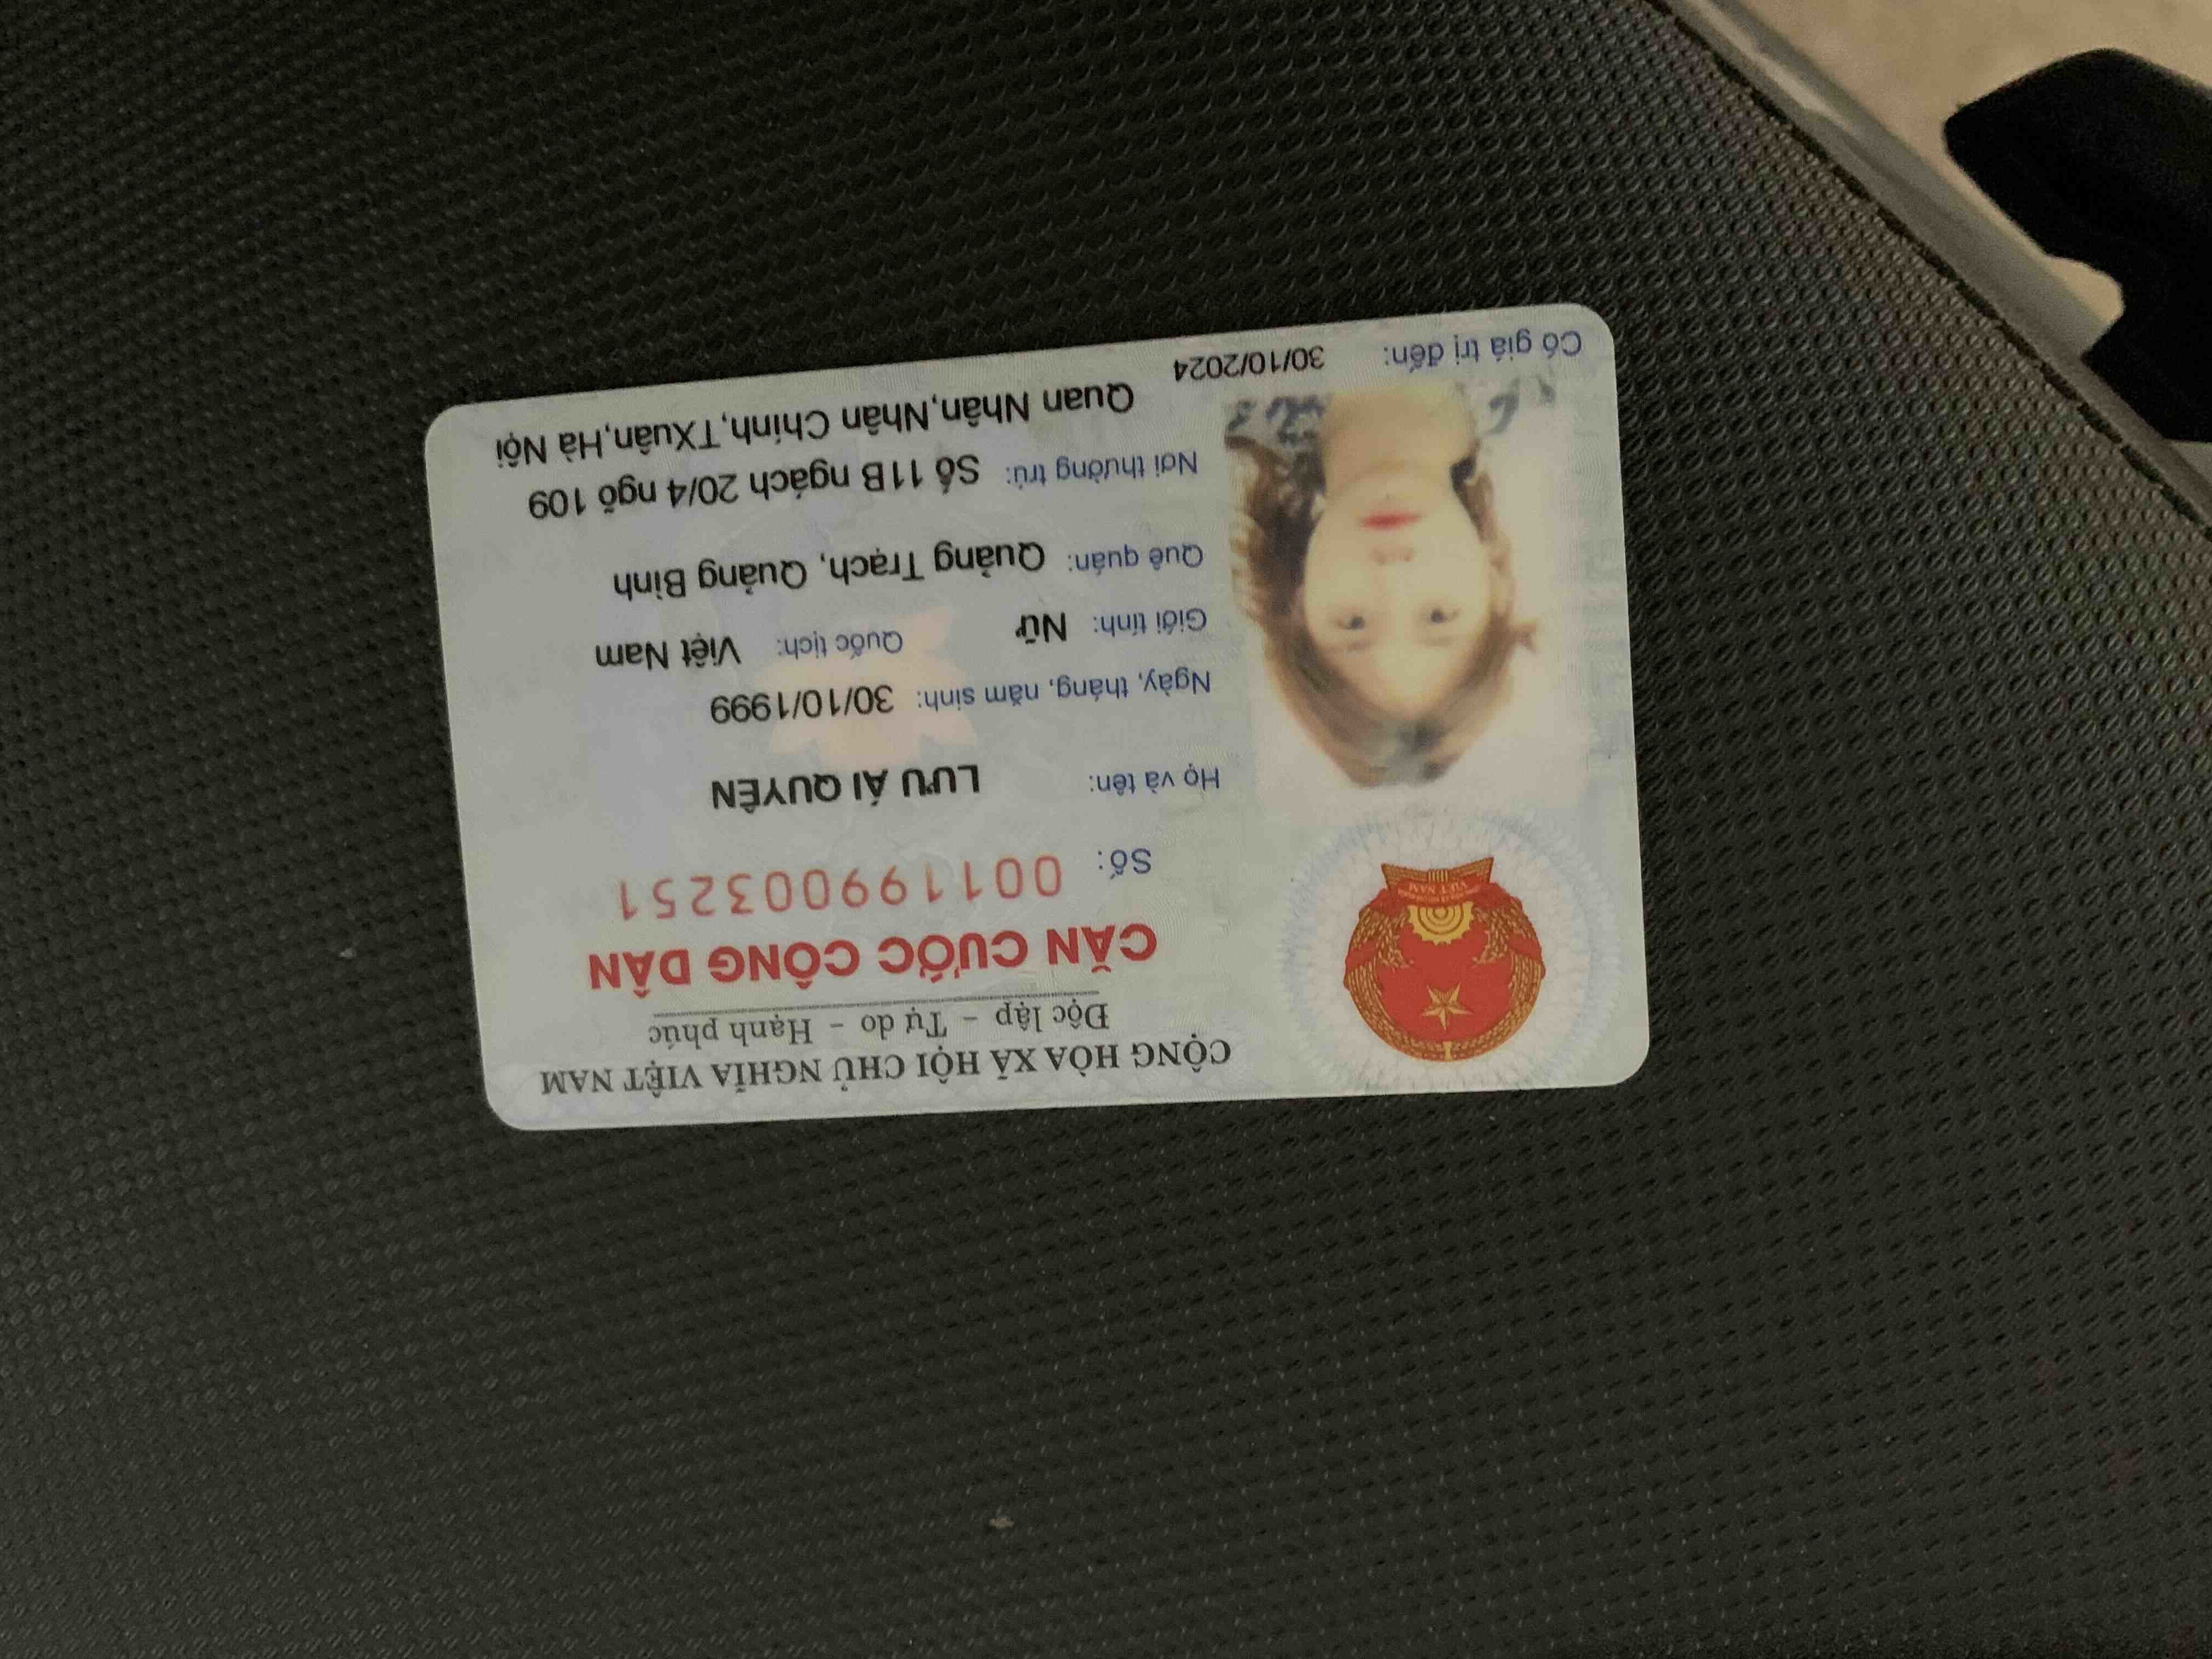 CỘNG HÒA XÃ HỘI CHỦ NGHĨA VIỆT NAM
Độc lập – Tự do – Hạnh phúc
CĂN CƯỚC CÔNG DÂN
Số: 001199003251
Họ và tên: LƯU ÁI QUYÊN
Ngày, tháng, năm sinh: 30/10/1999
Giới tính: Nữ Quốc tịch: Việt Nam
Quê quán: Quảng Trạch, Quảng Bình
Nơi thường trú: Số 11B ngách 20/4 ngõ 109
Quan Nhân,Nhân Chính,TXuân,Hà Nội
Có giá trị đến: 30/10/2024